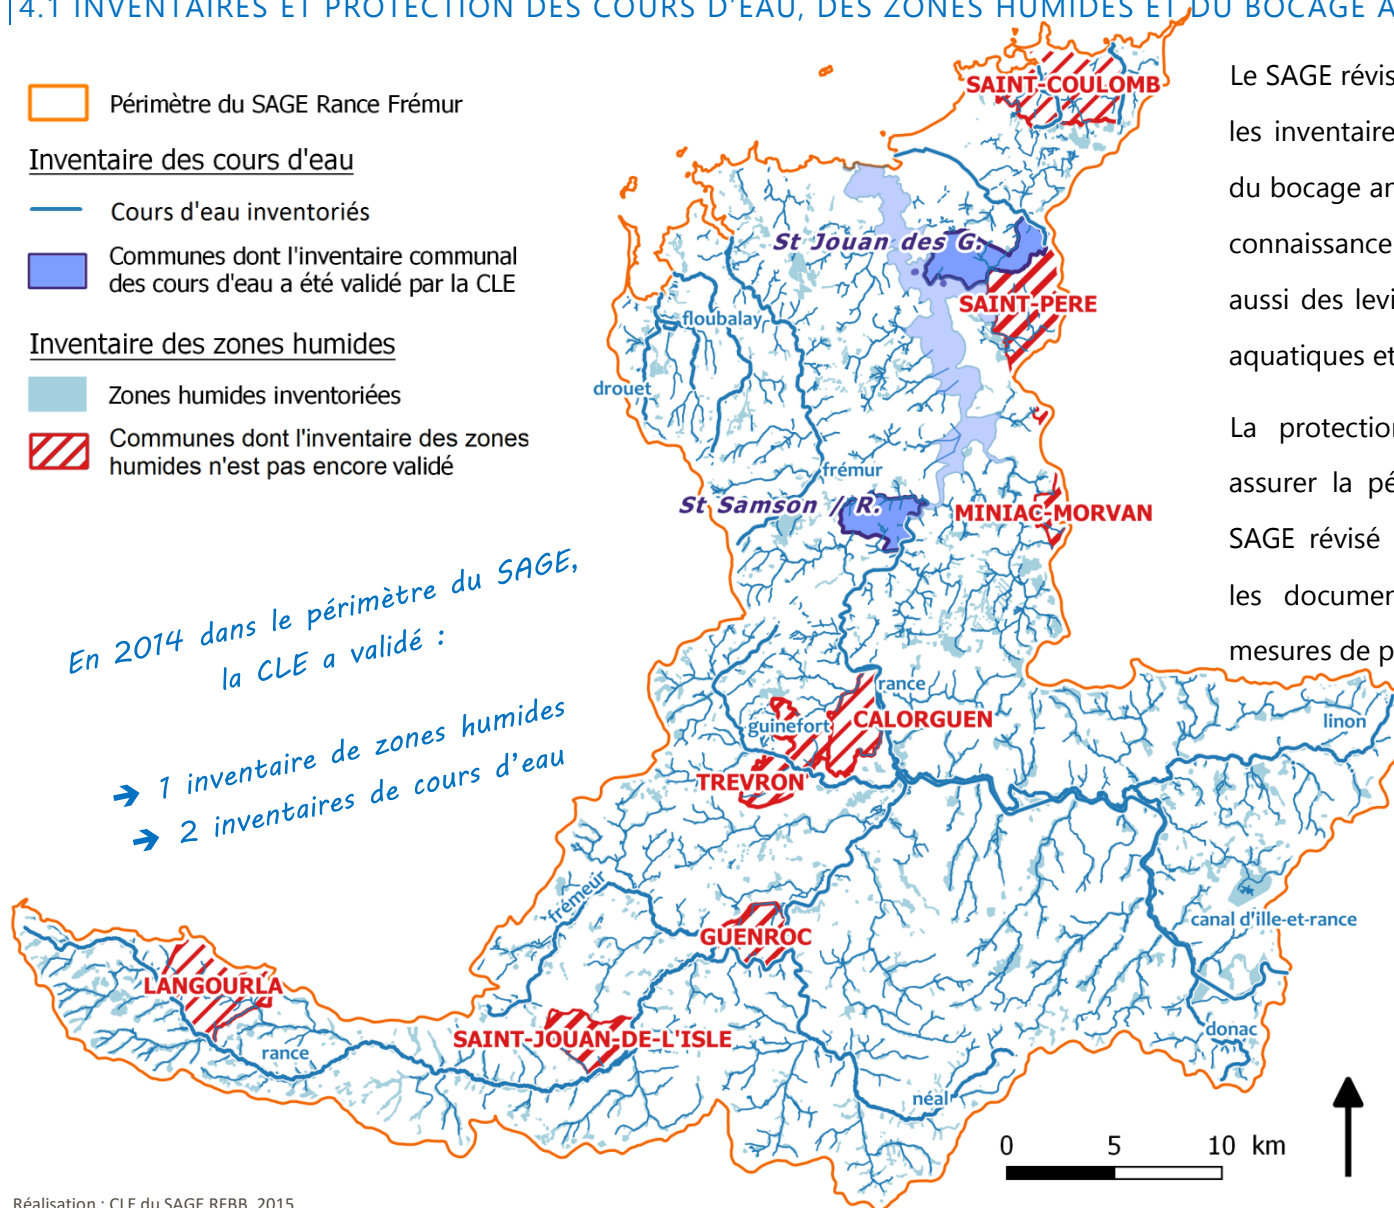 4.1 INVENTAIRES ET PROTECTION DES COURS D'EAU, DES ZONES HUMIDES ET DU BOCAGE A
Périmètre du SAGE Rance Frémur
Inventaire des cours d'eau
Cours d'eau inventoriés
Communes dont l'inventaire communal
des cours d'eau a été validé par la CLE
Inventaire des zones humides
Zones humides inventoriées
Communes dont l'inventaire des zones
humides n'est pas encore validé
En 2014 dans le périmètre du SAGE,
la CLE a validé :
➔ 1 inventaire de zones humides
➔ 2 inventaires de cours d'eau
SAINT-COULOMB
St Jouan des G.
SAINT-PERE
floubalay
drouet
frémur
St Samson // R.
MINIAC-MORVAN
rance
CALORGUEN
guinefort
linon
TREVRON
frémeur
canal d'ille-et-rance
GUENROC
LANGOURLA
SAINT-JOUAN-DE-L'ISLE
donac
rance
néal
0 5 10 km
Le SAGE révis
les inventaire
du bocage an
connaissance
aussi des levi
aquatiques et
La protection
assurer la pé
SAGE révisé
les documen
mesures de p
Réalisation : CLE du SAGE RFBB, 2015